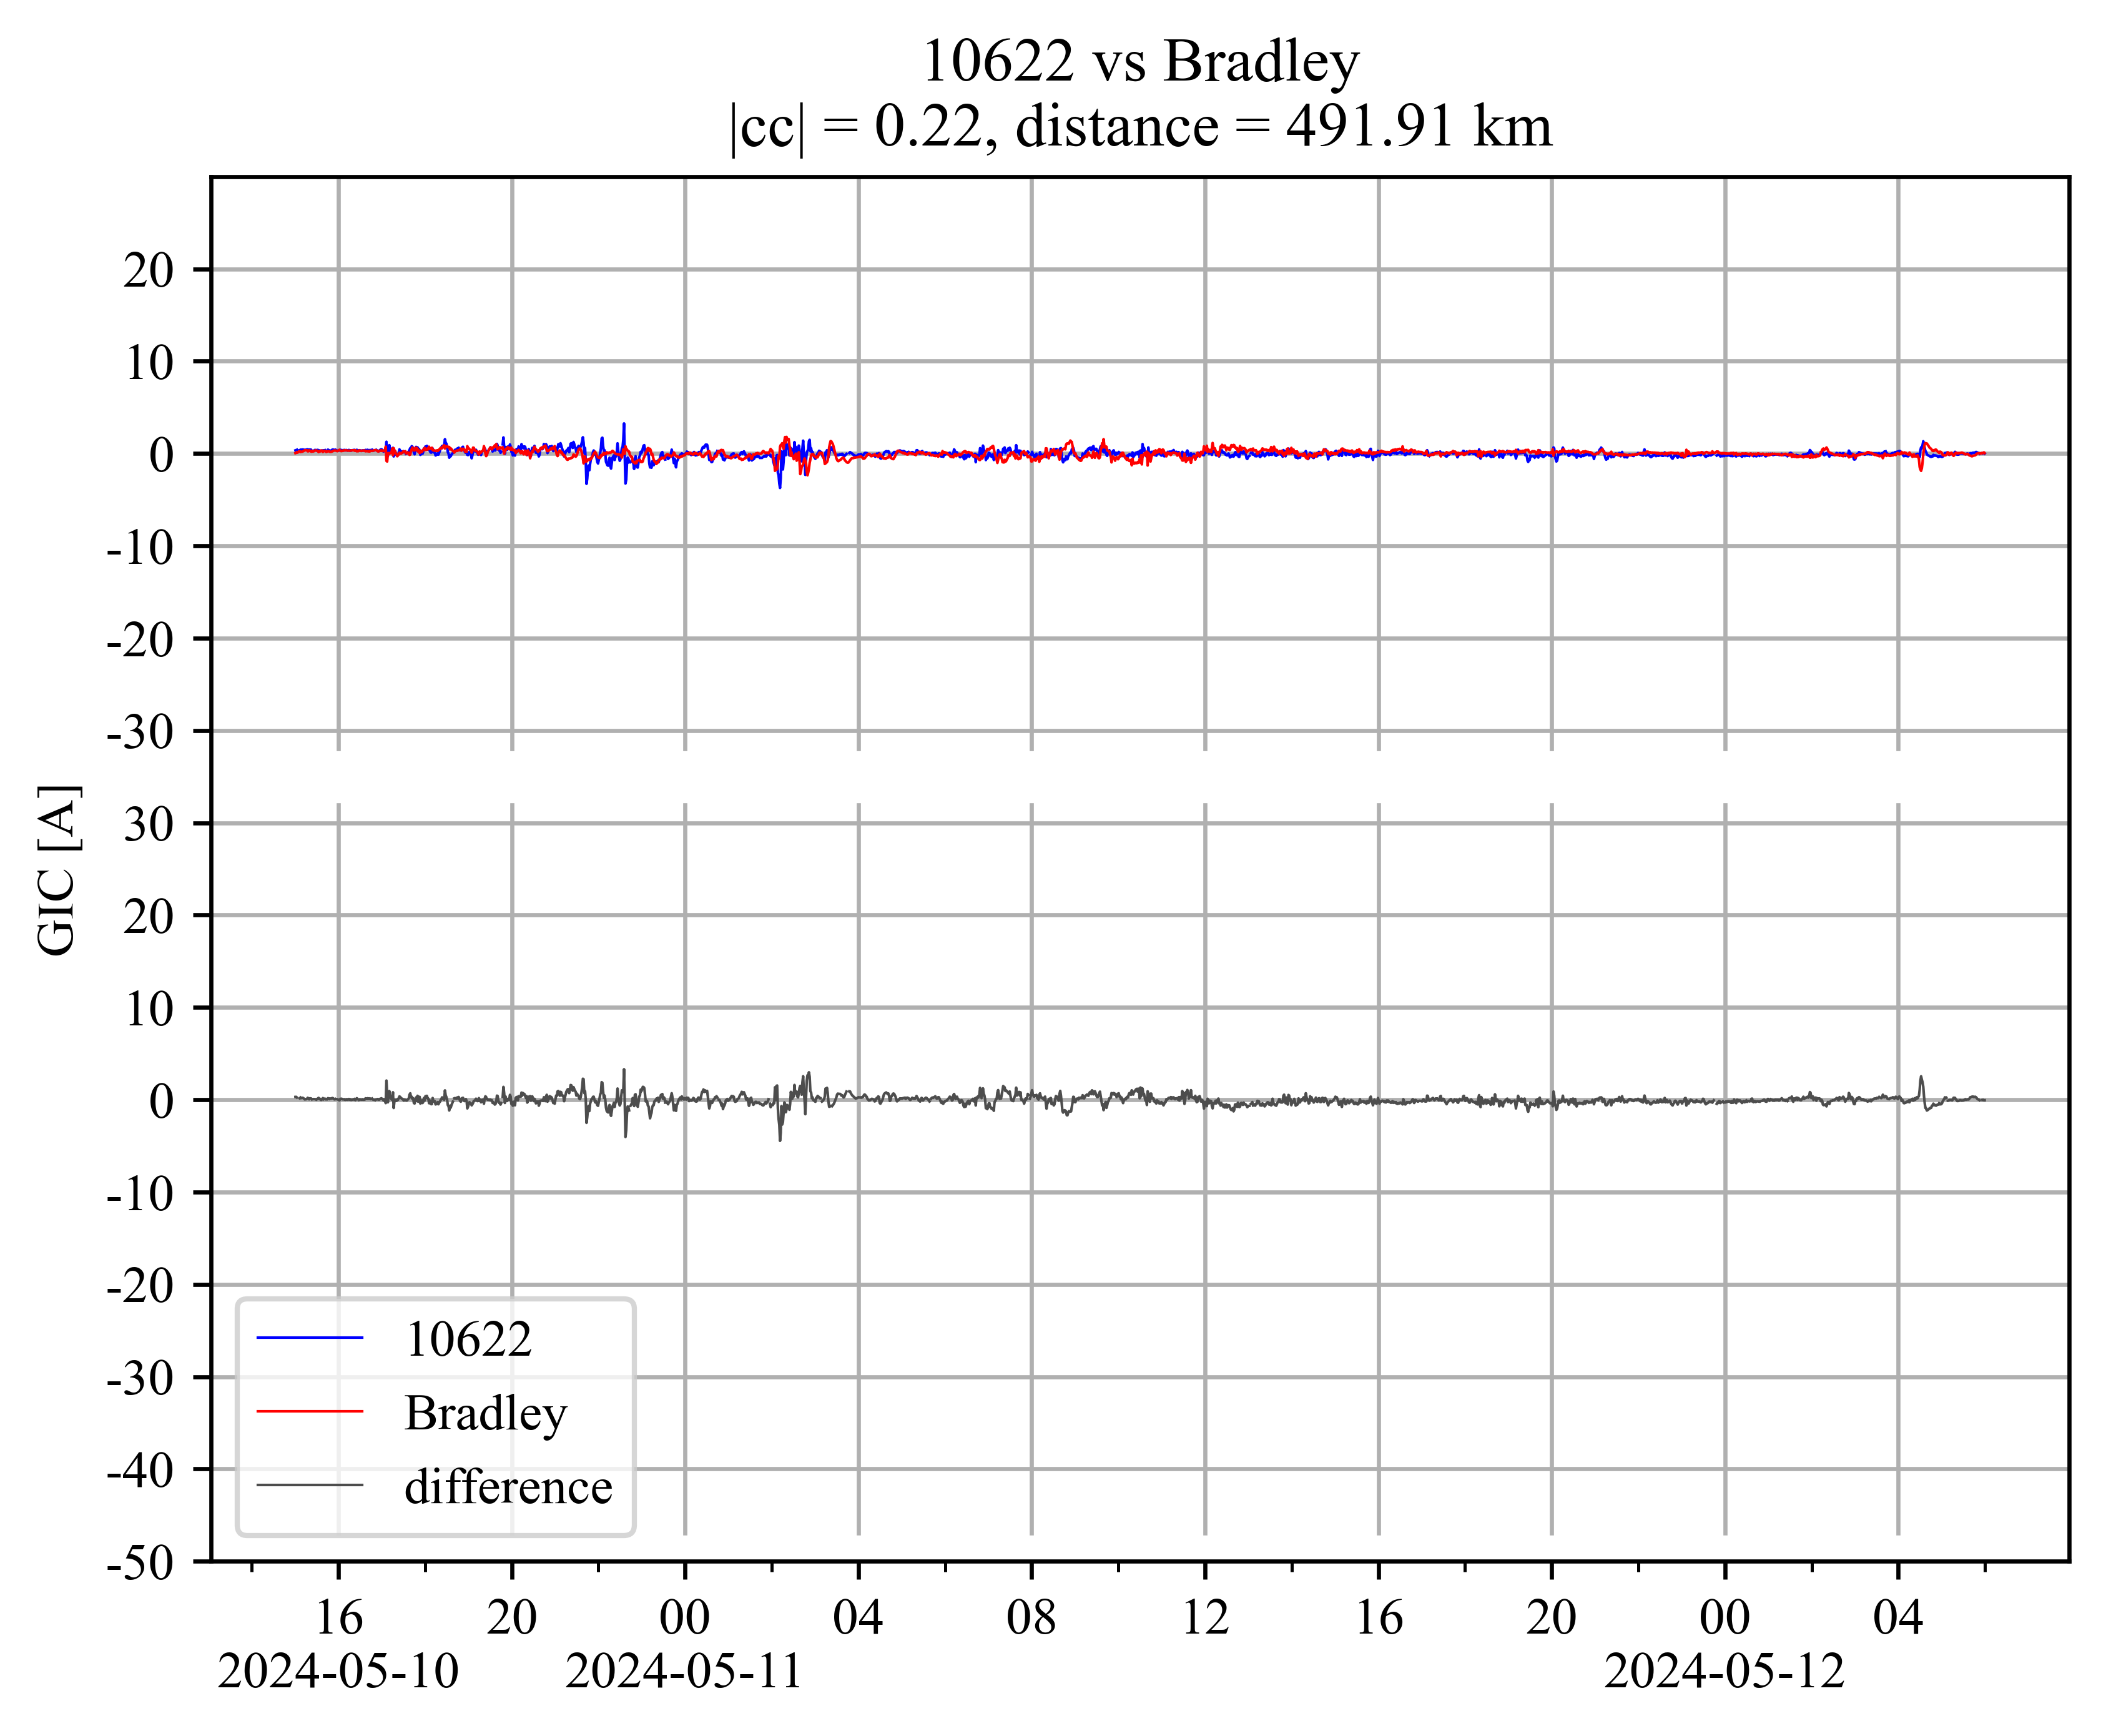 10622 vs Bradley
|cc| = 0.22, distance = 491.91 km
20
10
0
-10
-20
-30
GIC [A]
30
20
10
0
-10
-20
-30
-40
-50
10622
Bradley
difference
16 20 00 04 08 12 16 20 00 04
2024-05-10 2024-05-11 2024-05-12